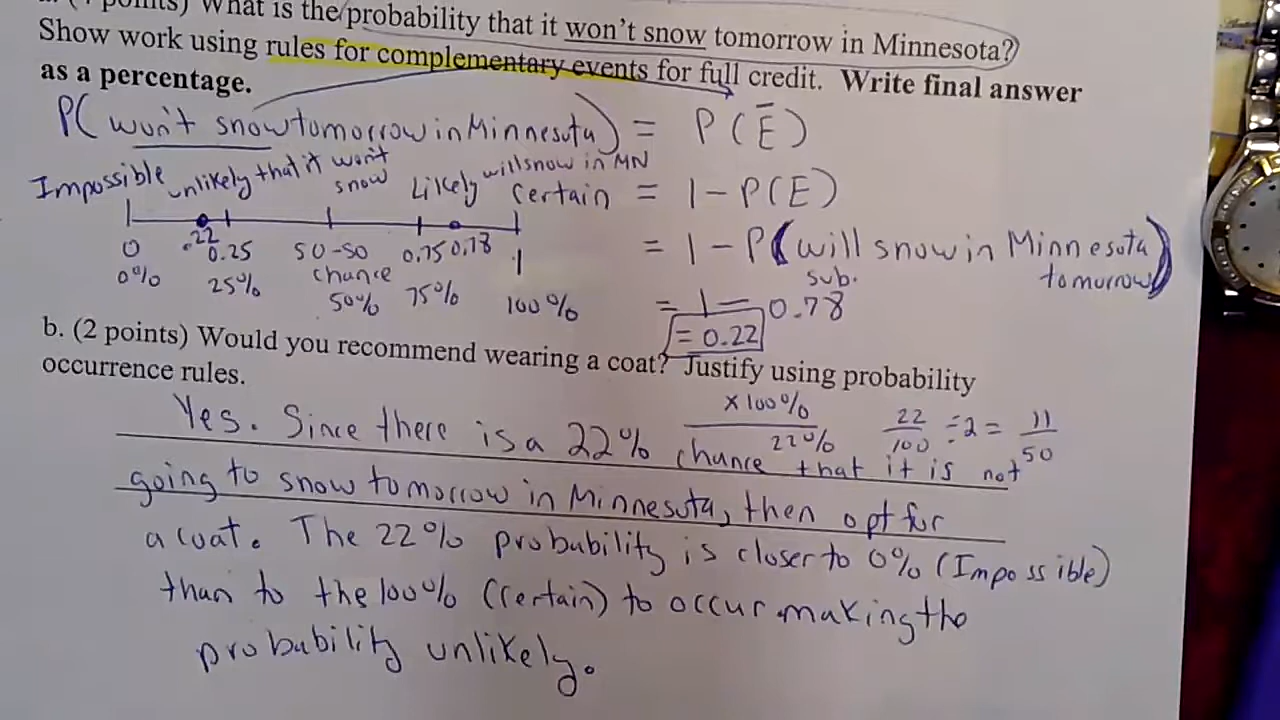 points) What is the probability that it won't snow tomorrow in Minnesota?
Show work using rules for complementary events for full credit. Write final answer
as a percentage.
P(won't snow tomorrow in Minnesota) = P(Ē)
Impossible unlikely that it won't snow Likely will snow in MN Certain = 1 - P(E)
.22 = 1 - P(will snow in Minnesota tomorrow)
0 0.25 50-50 chance 0.75 0.78 1 sub.
0% 25% 50% 75% 100% = 1 - 0.78
= 0.22
b. (2 points) Would you recommend wearing a coat? Justify using probability
occurrence rules.
x100%
22%
22/100 ÷2 = 11/50
Yes. Since there is a 22% chance that it is not
going to snow tomorrow in Minnesota, then opt for
a coat. The 22% probability is closer to 0% (Impossible)
than to the 100% (certain) to occur making the
probability unlikely.